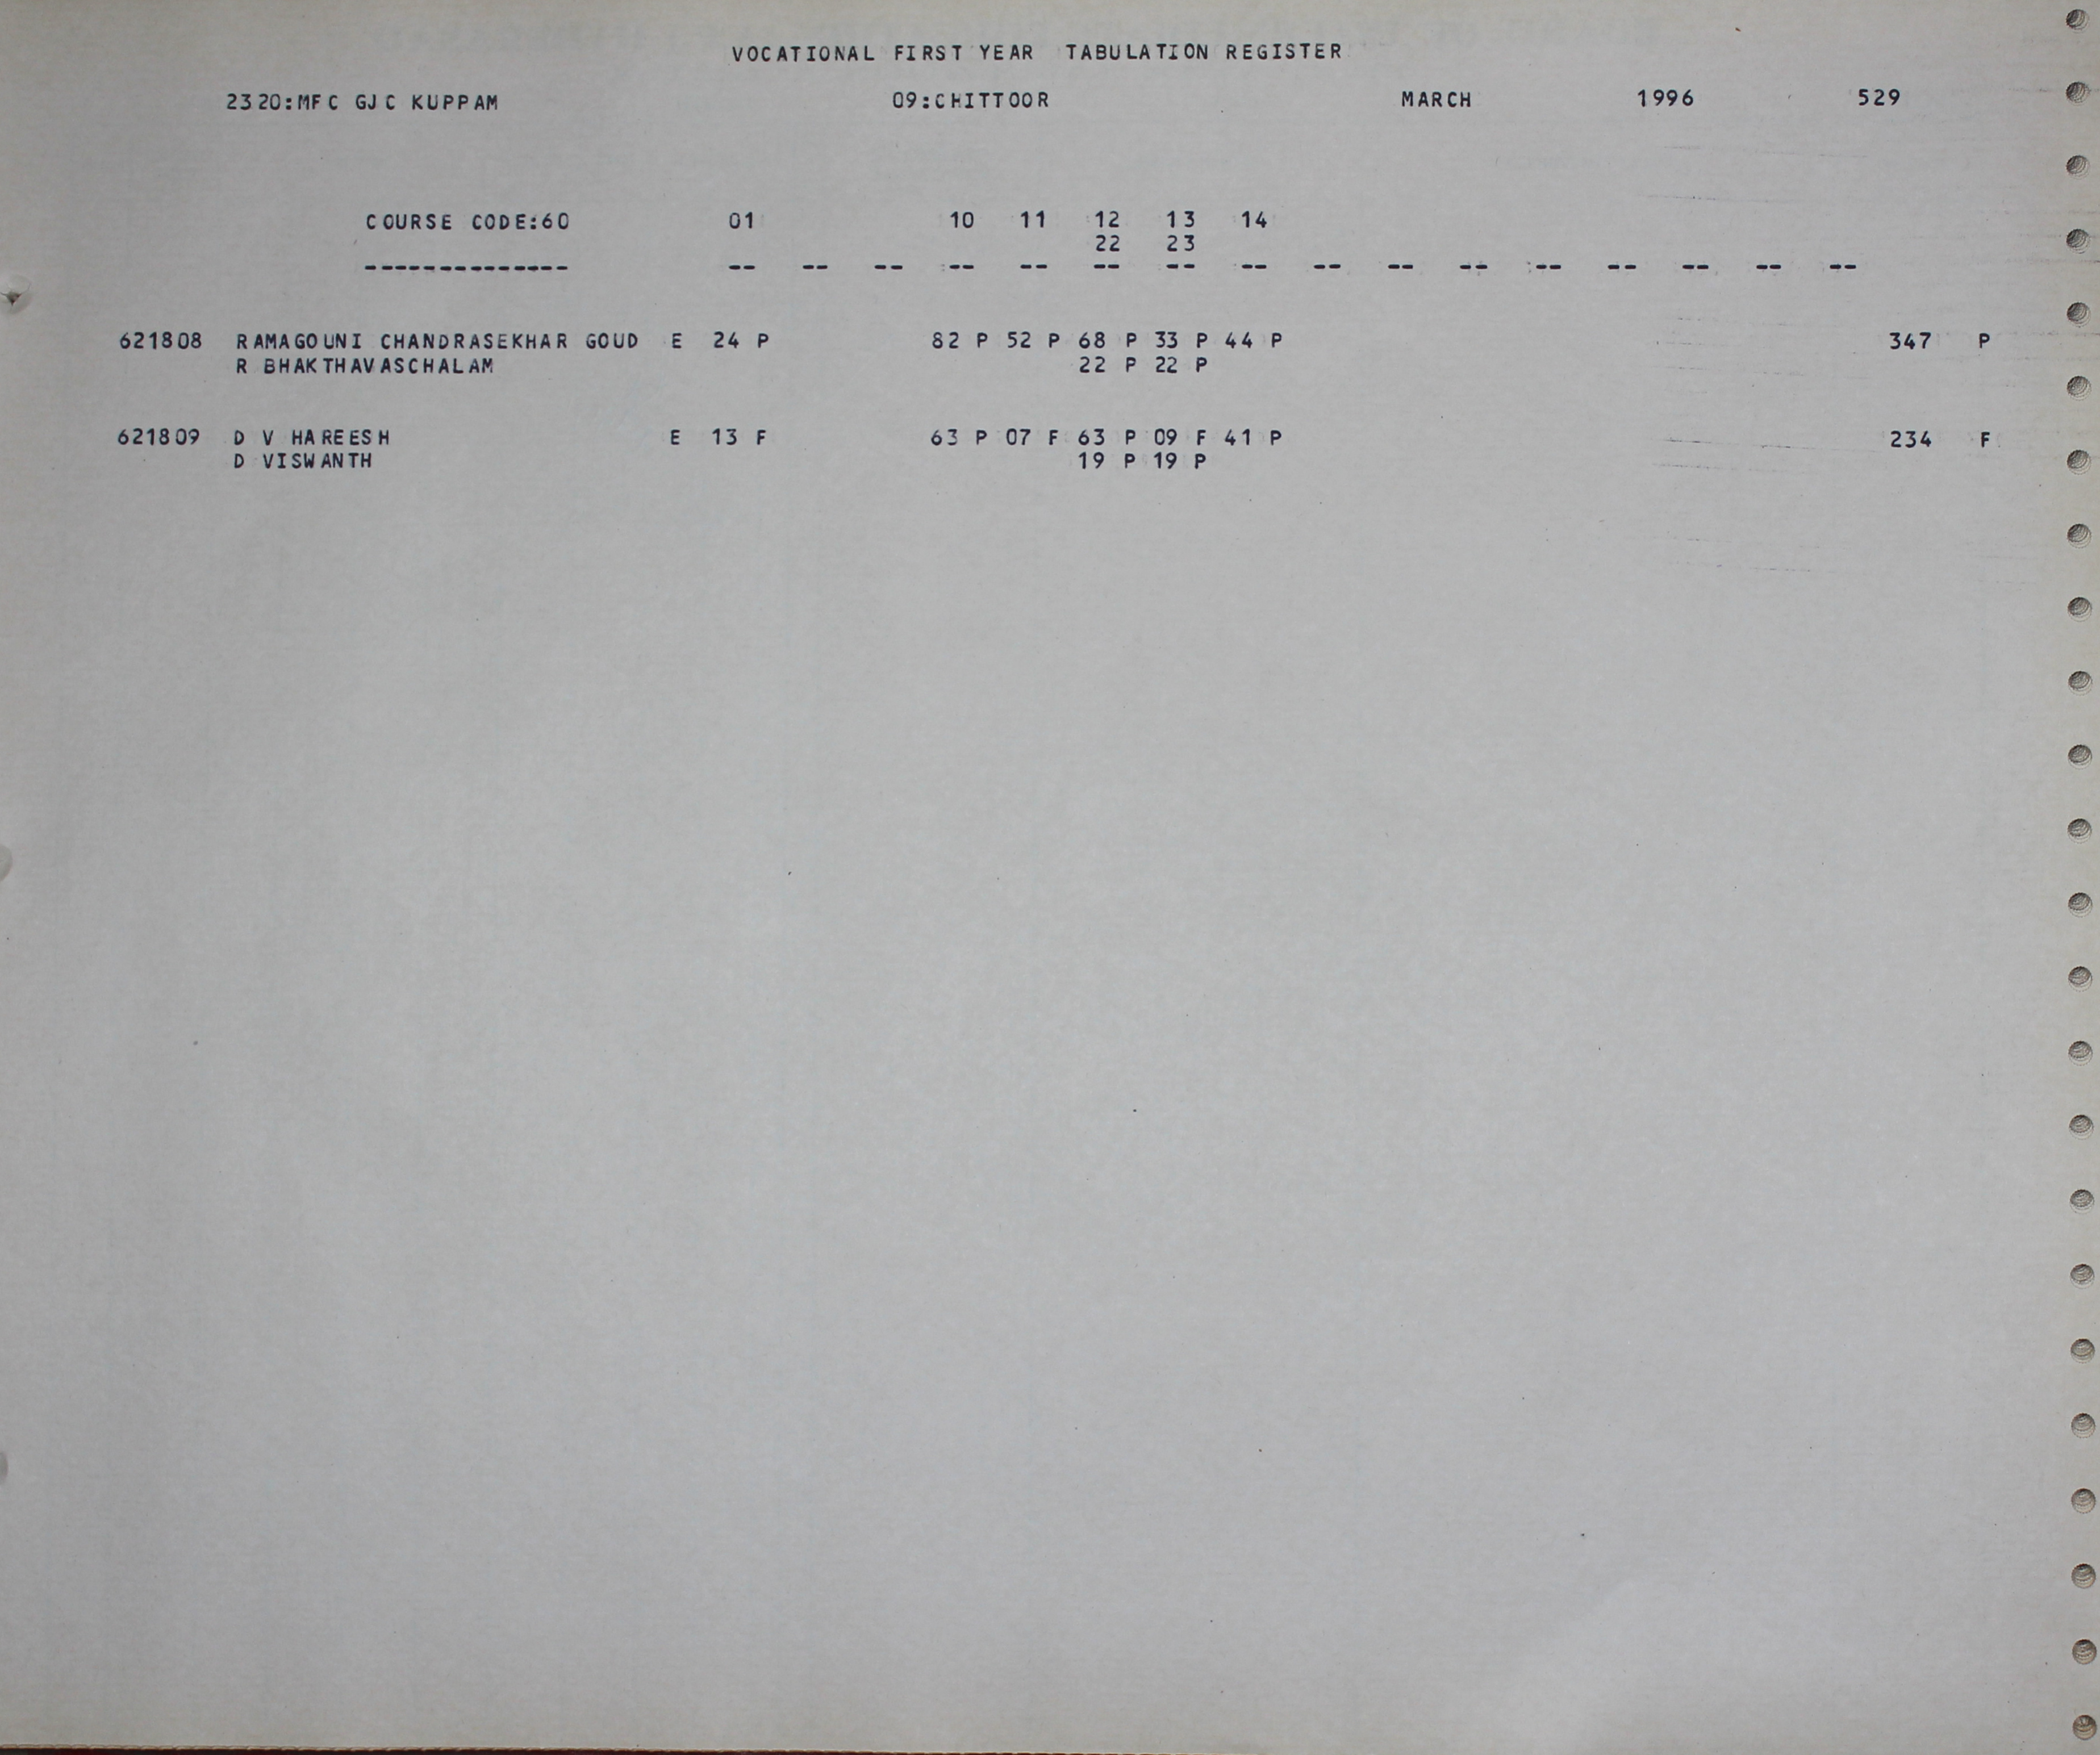 VOCATIONAL FIRST YEAR TABULATION REGISTER
2320:MFC GJC KUPPAM 09:CHITTOOR MARCH 1996 529
COURSE CODE:60 01 10 11 12 13 14
22 23
-------------- -- -- -- -- -- -- -- -- -- -- -- -- -- -- -- --
621808 RAMAGOUNI CHANDRASEKHAR GOUD E 24 P 82 P 52 P 68 P 33 P 44 P 347 P
R BHAKTHAVASCHALAM 22 P 22 P
621809 D V HAREESH E 13 F 63 P 07 F 63 P 09 F 41 P 234 F
D VISWANTH 19 P 19 P